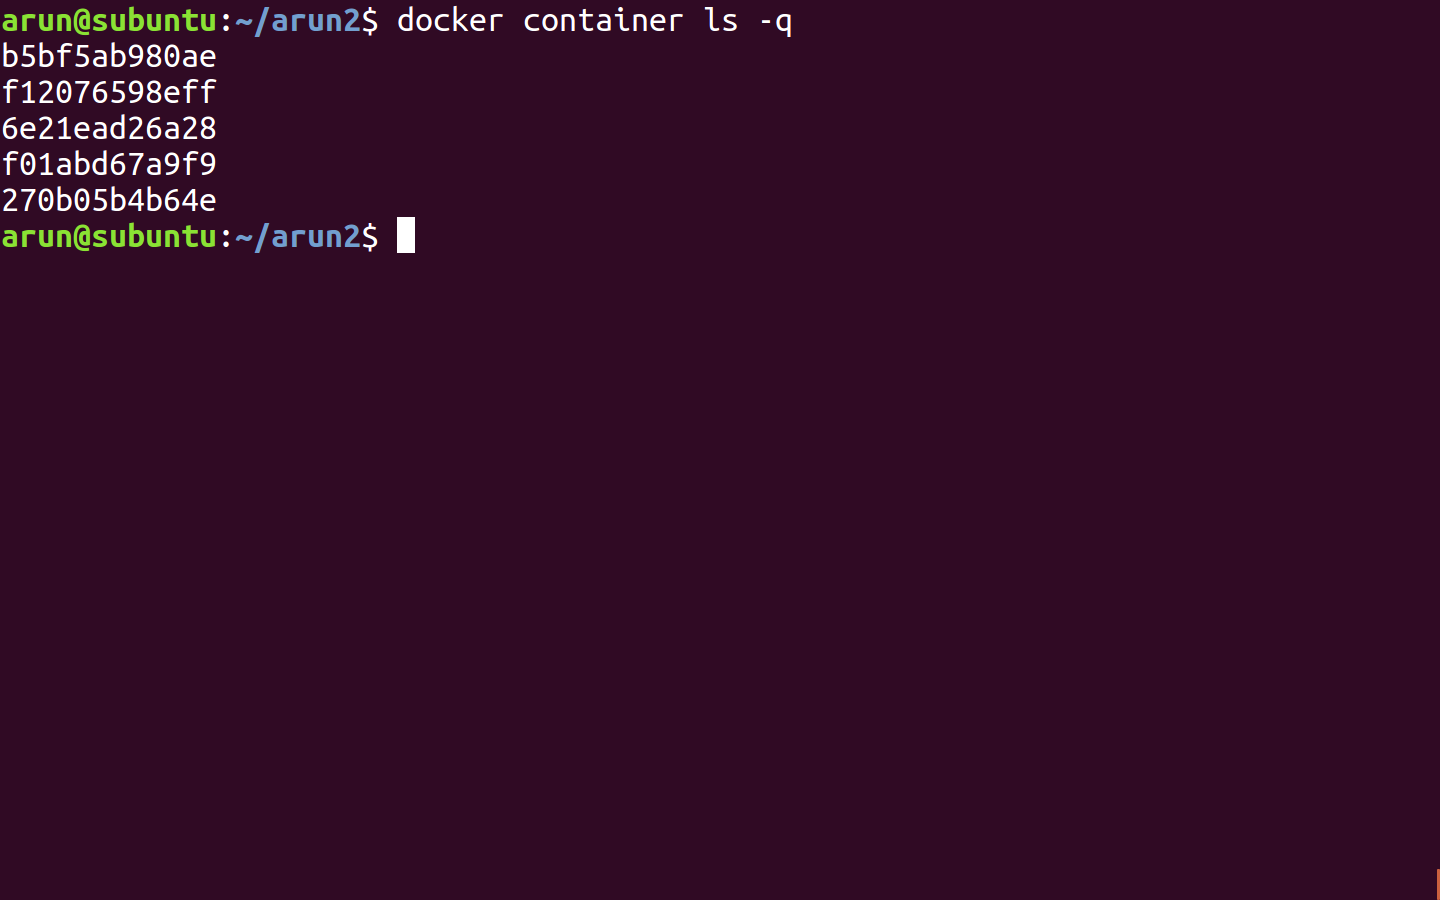 arun@subuntu:~/arun2$ docker container ls -q
b5bf5ab980ae
f12076598eff
6e21ead26a28
f01abd67a9f9
270b05b4b64e
arun@subuntu:~/arun2$